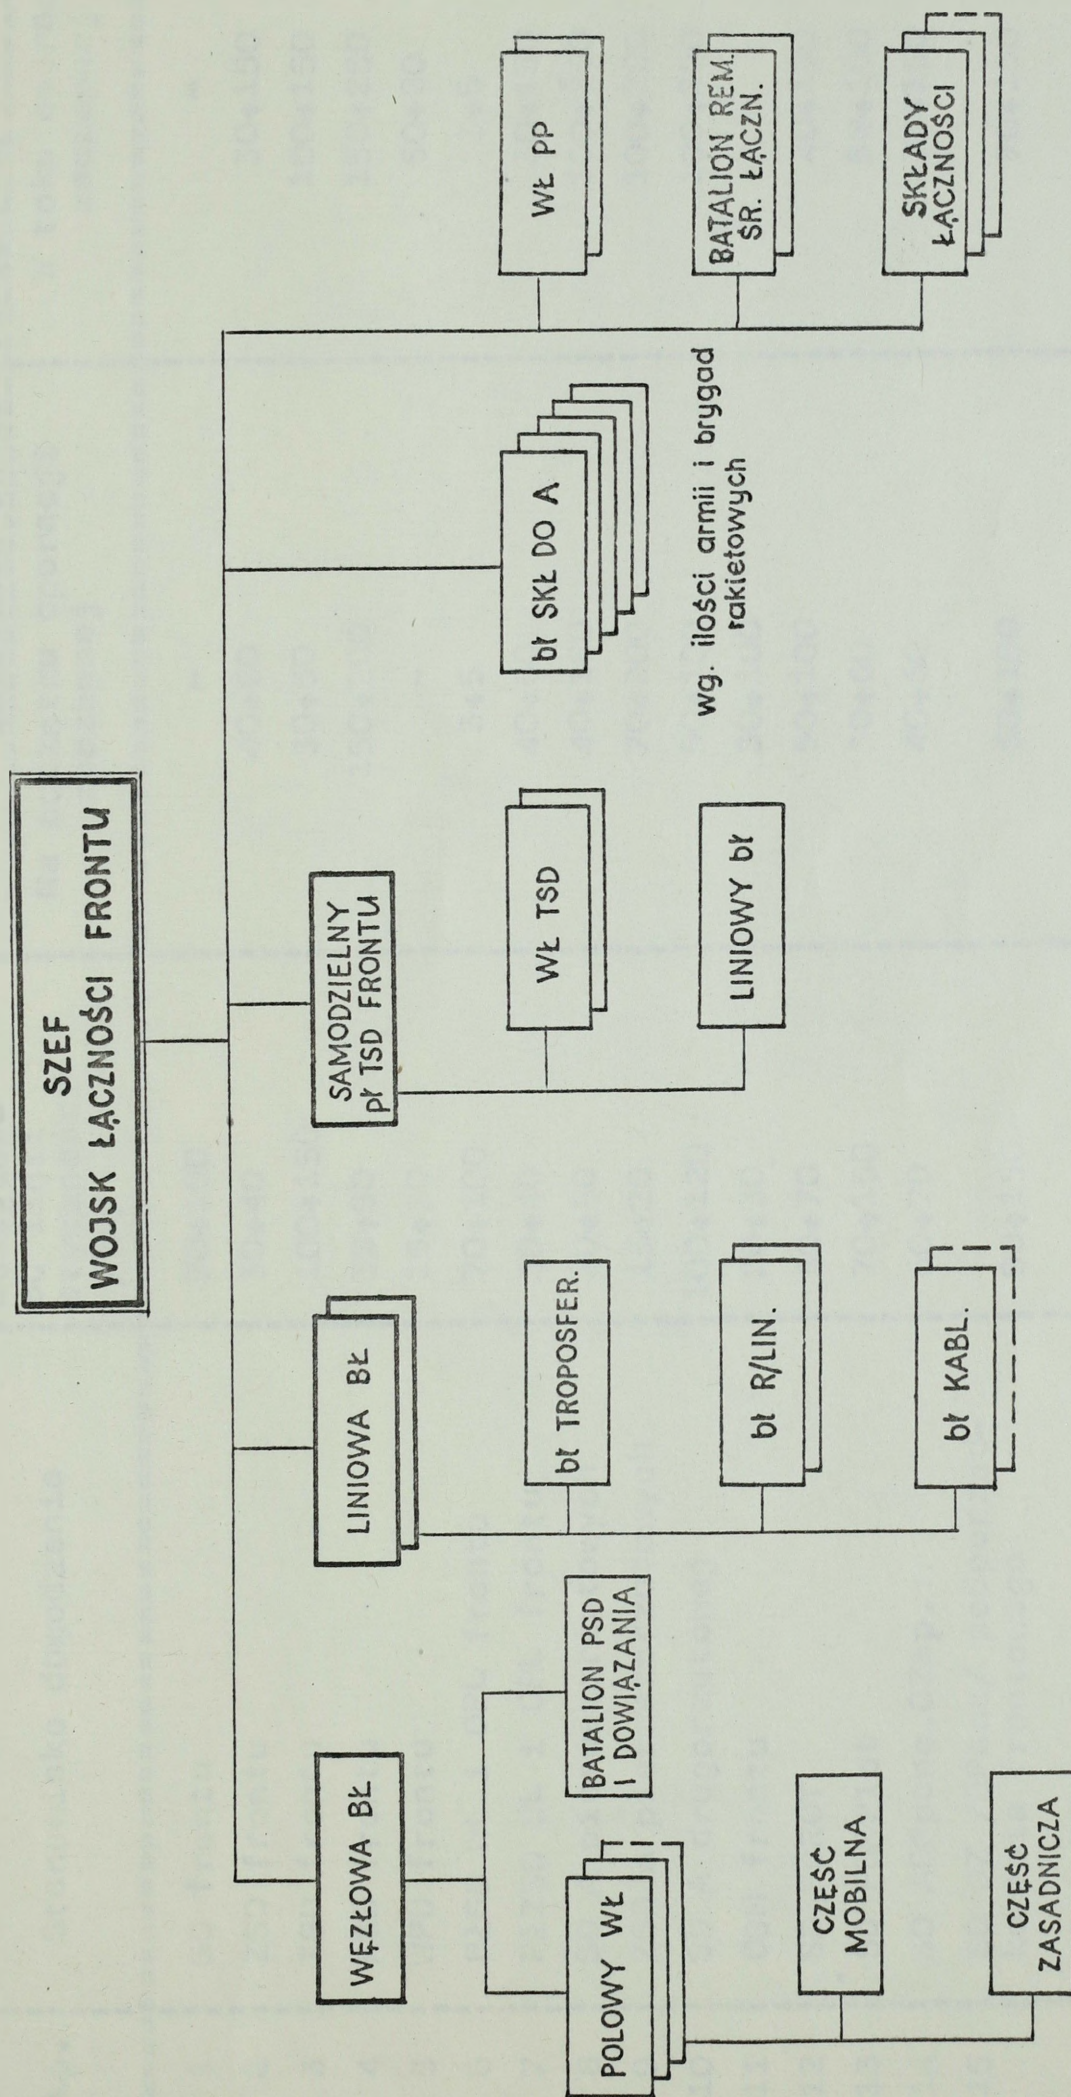 SZEF
WOJSK ŁĄCZNOŚCI FRONTU
WĘZŁOWA BŁ
POLOWY WŁ
CZĘŚĆ
MOBILNA
CZĘŚĆ
ZASADNICZA
BATALION PSD
I DOWIĄZANIA
LINIOWA BŁ
bł TROPOSFER.
bł R/LIN.
bł KABL.
SAMODZIELNY
pł TSD FRONTU
WŁ TSD
LINIOWY bł
bł SKŁ DO A
wg. ilości armii i brygad
rakietowych
WŁ PP
BATALION REM.
ŚR. ŁĄCZN.
SKŁADY
ŁĄCZNOŚCI